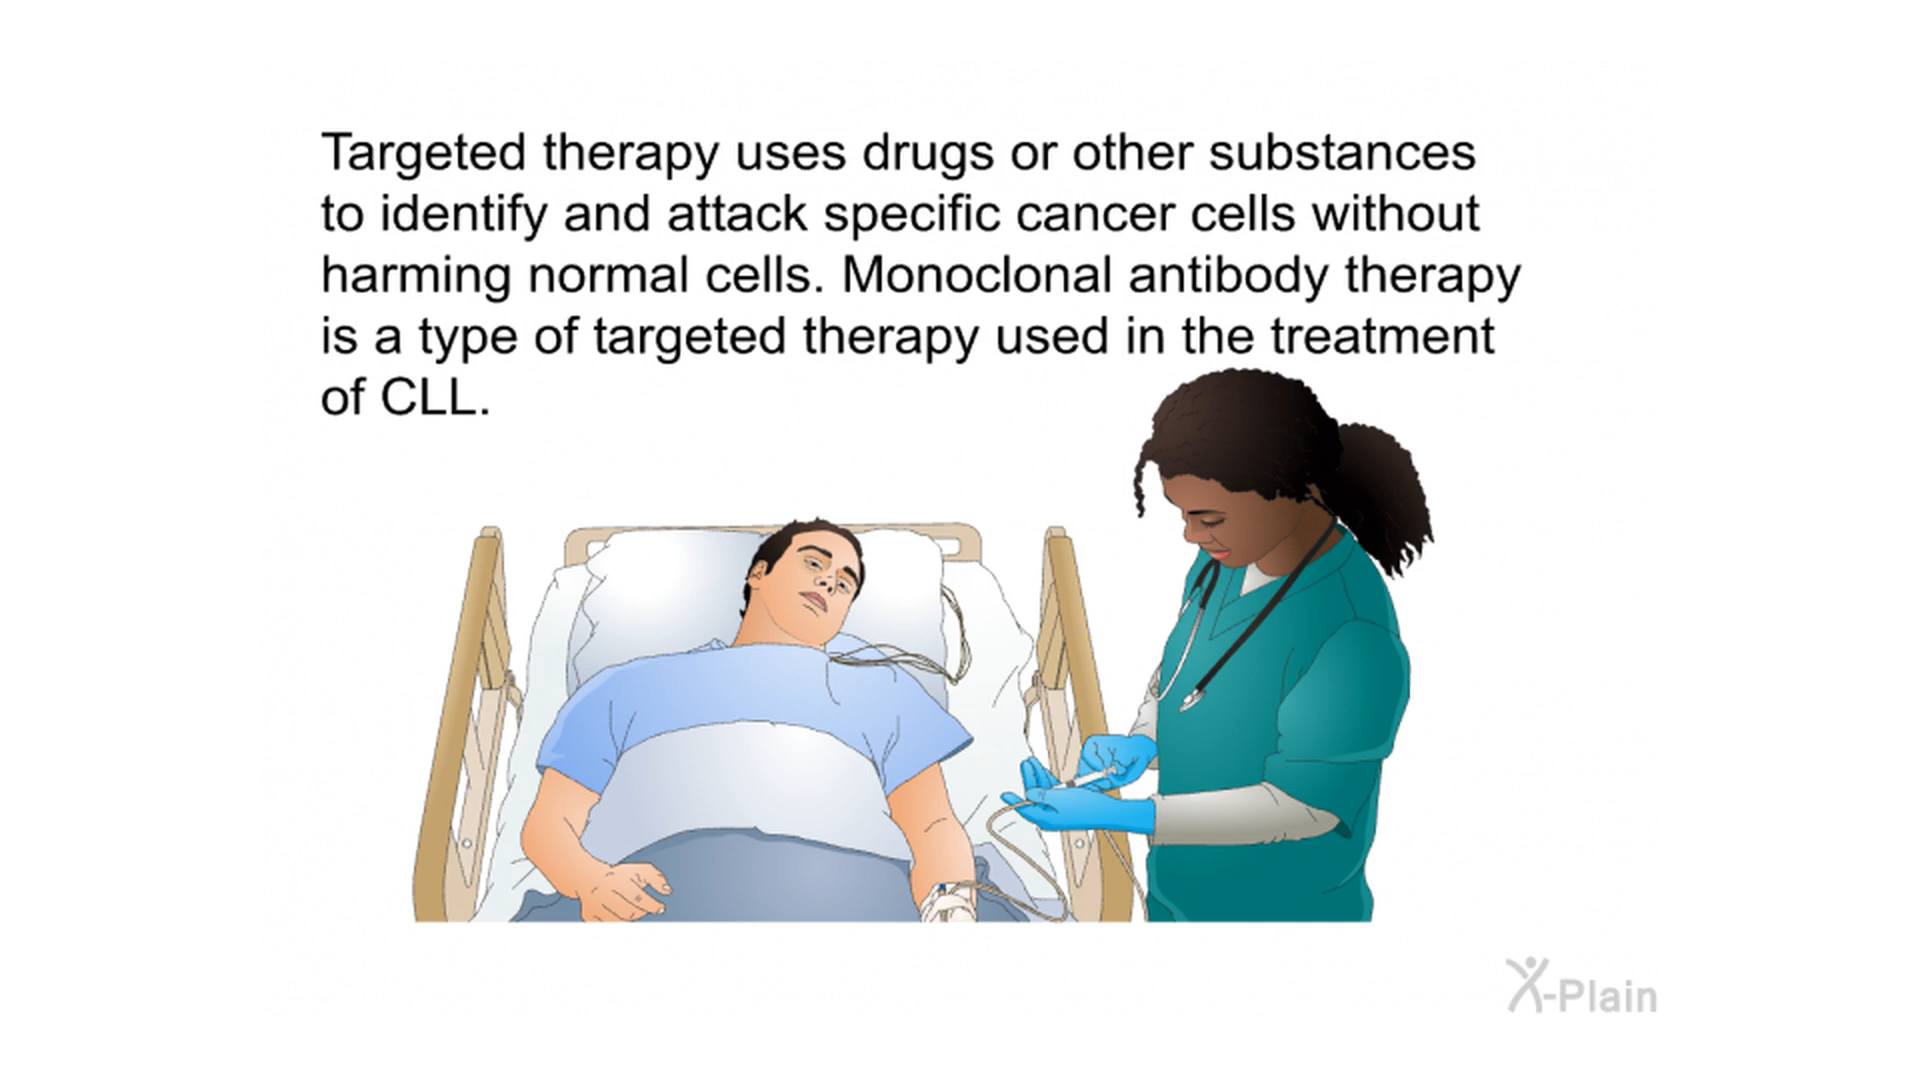 Targeted therapy uses drugs or other substances
to identify and attack specific cancer cells without
harming normal cells. Monoclonal antibody therapy
is a type of targeted therapy used in the treatment
of CLL.
X-Plain